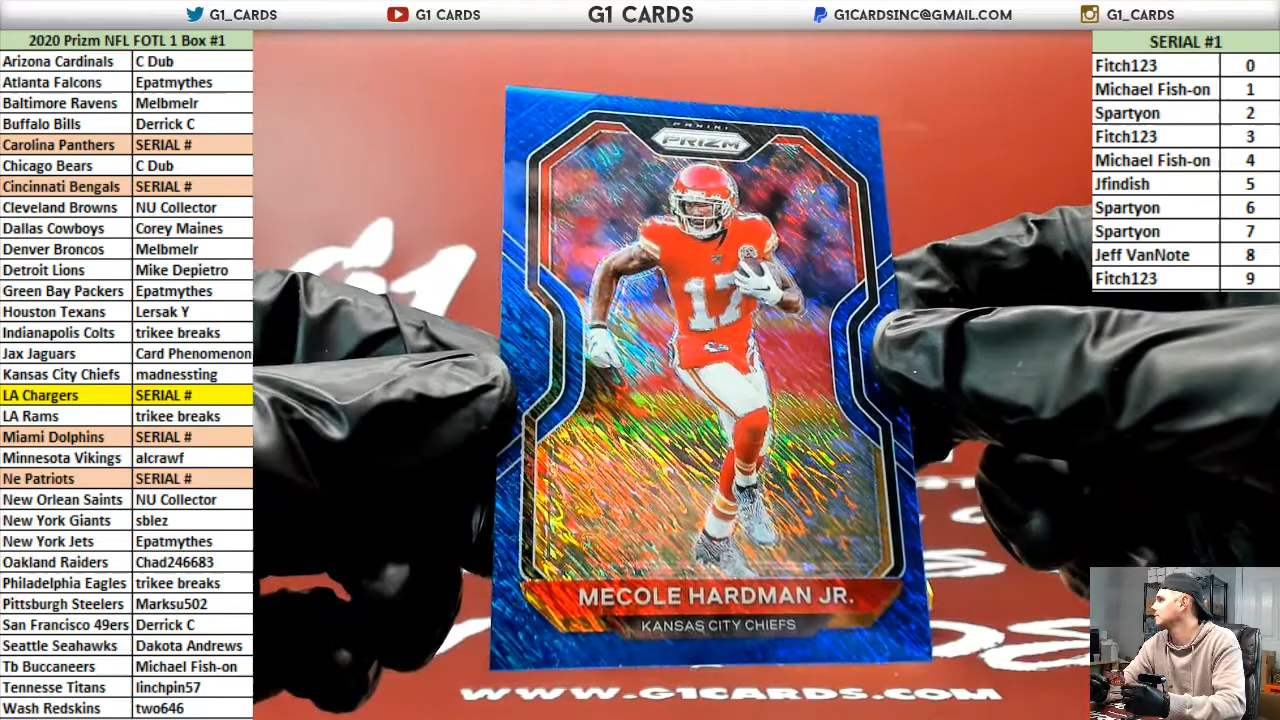 G1_CARDS
G1 CARDS
G1 CARDS
G1CARDSINC@GMAIL.COM
G1_CARDS
2020 Prizm NFL FOTL 1 Box #1
Arizona Cardinals C Dub
Atlanta Falcons Epatmythes
Baltimore Ravens Melbmelr
Buffalo Bills Derrick C
Carolina Panthers SERIAL #
Chicago Bears C Dub
Cincinnati Bengals SERIAL #
Cleveland Browns NU Collector
Dallas Cowboys Corey Maines
Denver Broncos Melbmelr
Detroit Lions Mike Depietro
Green Bay Packers Epatmythes
Houston Texans Lersak Y
Indianapolis Colts trikee breaks
Jax Jaguars Card Phenomenon
Kansas City Chiefs madnessting
LA Chargers SERIAL #
LA Rams trikee breaks
Miami Dolphins SERIAL #
Minnesota Vikings alcrawf
Ne Patriots SERIAL #
New Orlean Saints NU Collector
New York Giants sblez
New York Jets Epatmythes
Oakland Raiders Chad246683
Philadelphia Eagles trikee breaks
Pittsburgh Steelers Marksu502
San Francisco 49ers Derrick C
Seattle Seahawks Dakota Andrews
Tb Buccaneers Michael Fish-on
Tennesse Titans linchpin57
Wash Redskins two646
PANINI
PRIZM
17
MECOLE HARDMAN JR.
KANSAS CITY CHIEFS
G1
WWW.G1CARDS.COM
SERIAL #1
Fitch123 0
Michael Fish-on 1
Spartyon 2
Fitch123 3
Michael Fish-on 4
Jfindish 5
Spartyon 6
Spartyon 7
Jeff VanNote 8
Fitch123 9